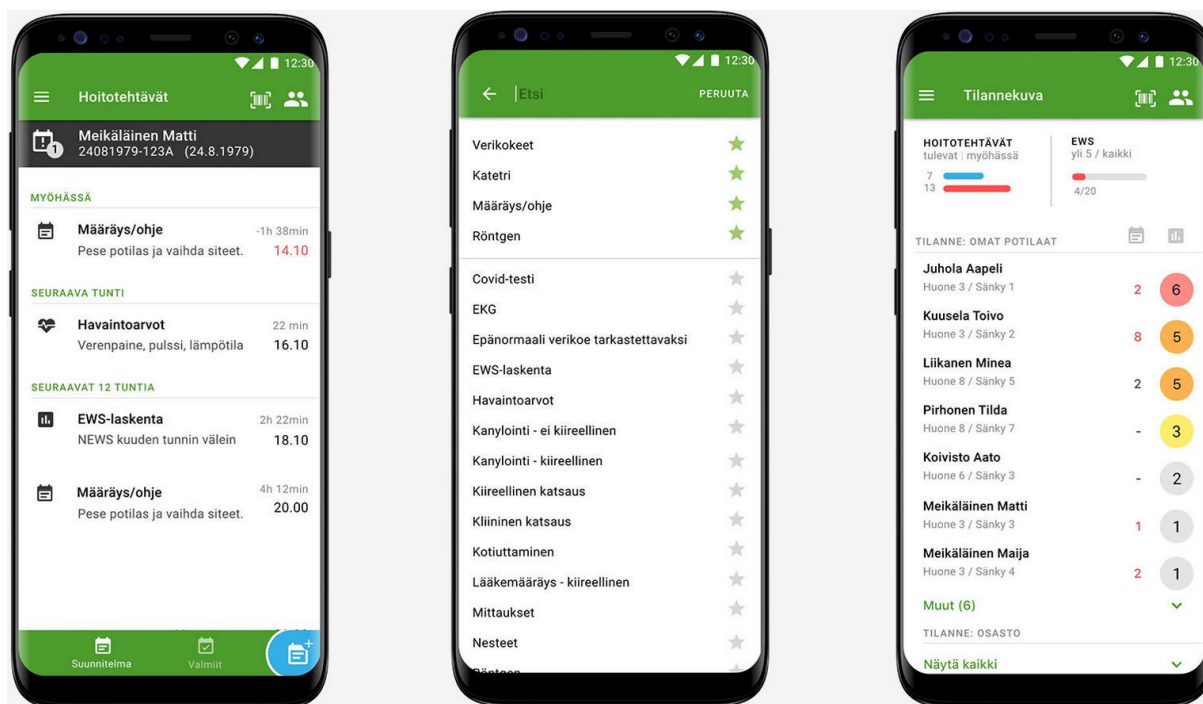 12:30
Hoitotehtävät
1
Meikäläinen Matti
24081979-123A (24.8.1979)
MYÖHÄSSÄ
Määräys/ohje -1h 38min
Pese potilas ja vaihda siteet. 14.10
SEURAAVA TUNTI
Havaintoarvot 22 min
Verenpaine, pulssi, lämpötila 16.10
SEURAAVAT 12 TUNTIA
EWS-laskenta 2h 22min
NEWS kuuden tunnin välein 18.10
Määräys/ohje 4h 12min
Pese potilas ja vaihda siteet. 20.00
Suunnitelma Valmiit
12:30
Etsi PERUUTA
Verikokeet
Katetri
Määräys/ohje
Röntgen
Covid-testi
EKG
Epänormaali verikoe tarkastettavaksi
EWS-laskenta
Havaintoarvot
Kanylointi - ei kiireellinen
Kanylointi - kiireellinen
Kiireellinen katsaus
Kliininen katsaus
Kotiuttaminen
Lääkemääräys - kiireellinen
Mittaukset
Nesteet
Röntgen
12:30
Tilannekuva
HOITOTEHTÄVÄT EWS
tulevat | myöhässä yli 5 / kaikki
7
13 4/20
TILANNE: OMAT POTILAAT
Juhola Aapeli
Huone 3 / Sänky 1 2 6
Kuusela Toivo
Huone 3 / Sänky 2 8 5
Liikanen Minea
Huone 8 / Sänky 5 2 5
Pirhonen Tilda
Huone 8 / Sänky 7 - 3
Koivisto Aato
Huone 6 / Sänky 3 - 2
Meikäläinen Matti
Huone 3 / Sänky 3 1 1
Meikäläinen Maija
Huone 3 / Sänky 4 2 1
Muut (6)
TILANNE: OSASTO
Näytä kaikki